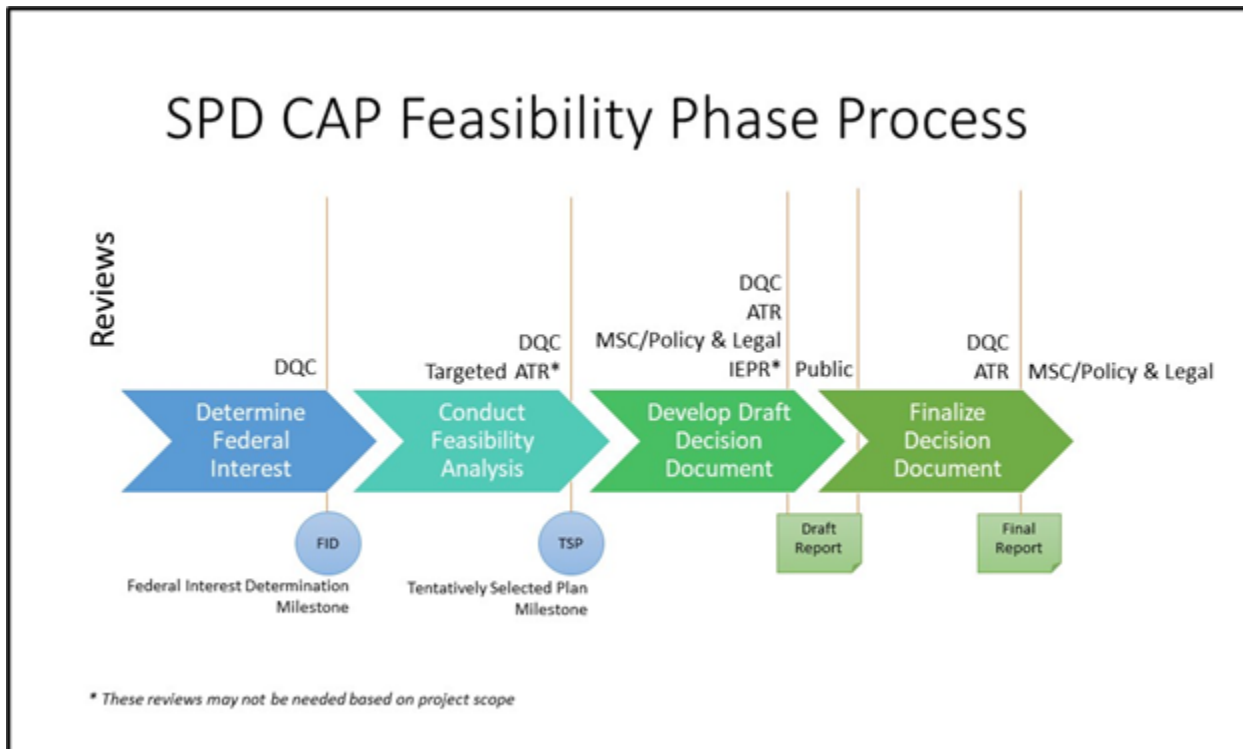 SPD CAP Feasibility Phase Process
Reviews
DQC
DQC
Targeted ATR*
DQC
ATR
MSC/Policy & Legal
IEPR*
Public
DQC
ATR
MSC/Policy & Legal
Determine
Federal
Interest
Conduct
Feasibility
Analysis
Develop Draft
Decision
Document
Finalize
Decision
Document
FID
Federal Interest Determination
Milestone
TSP
Tentatively Selected Plan
Milestone
Draft
Report
Final
Report
* These reviews may not be needed based on project scope